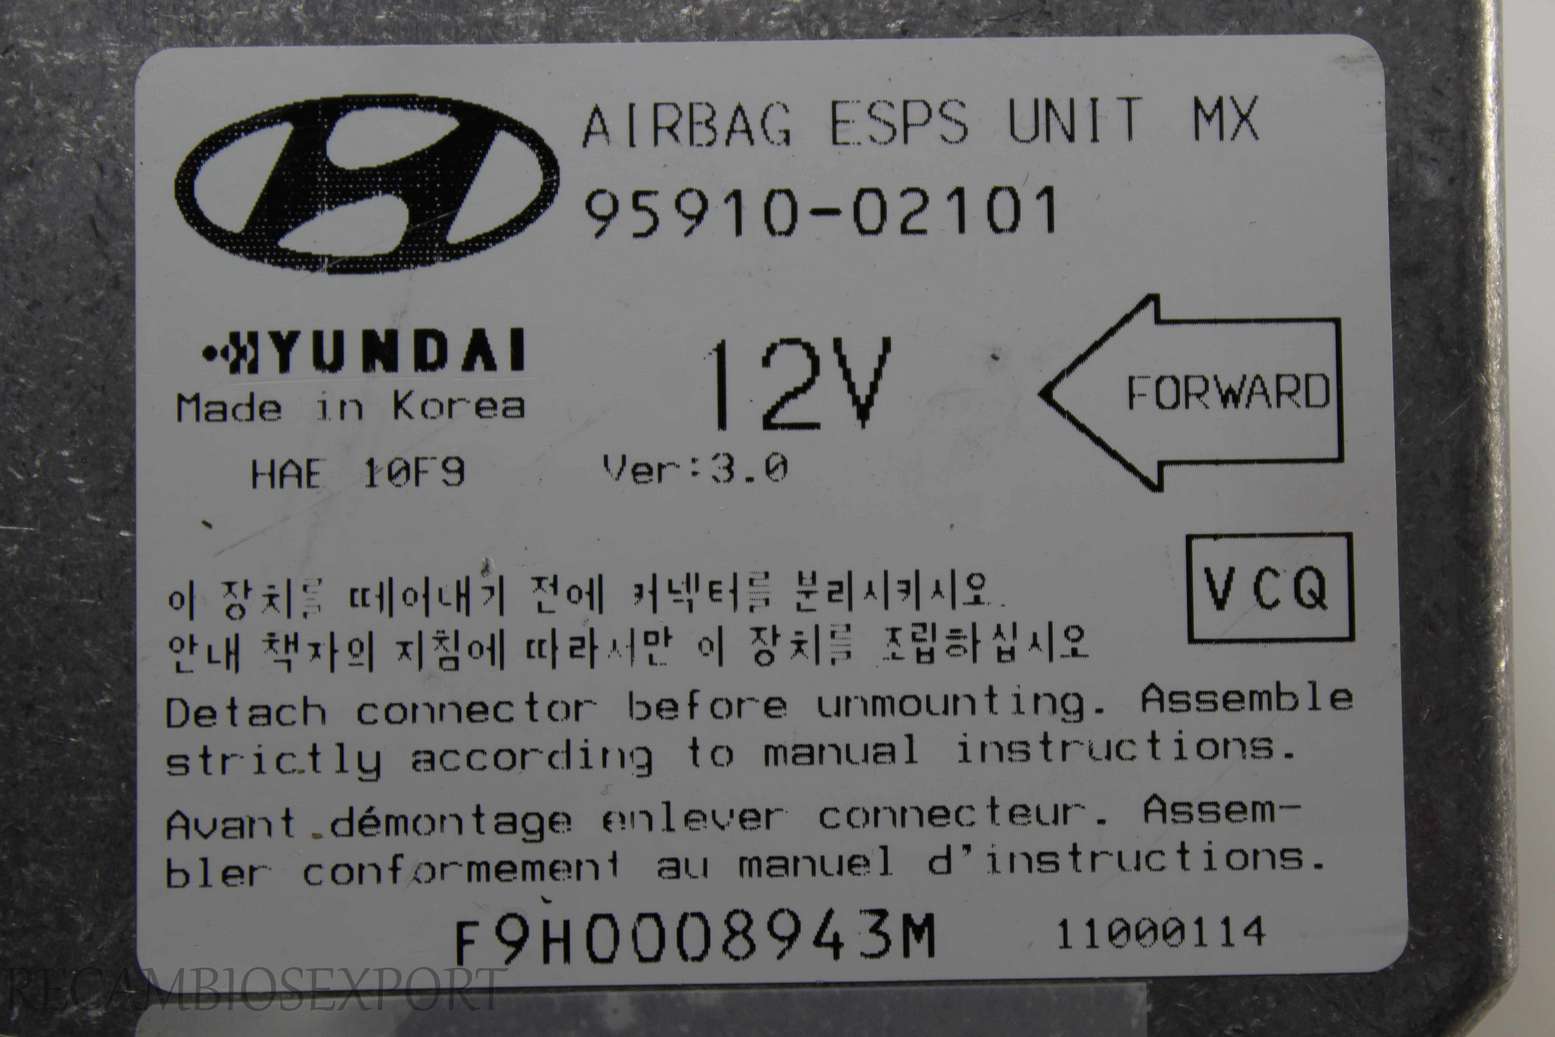 AIRBAG ESPS UNIT MX
95910-02101
HYUNDAI
Made in Korea
12V
FORWARD
HAE 10F9
Ver:3.0
이 장치를 떼어내기 전에 커넥터를 분리시키시오.
안내 책자의 지침에 따라서만 이 장치를 조립하십시오
VCQ
Detach connector before unmounting. Assemble
strictly according to manual instructions.
Avant démontage enlever connecteur. Assem-
bler conformement au manuel d'instructions.
F9H0008943M
11000114
RECAMBIOSEXPORT